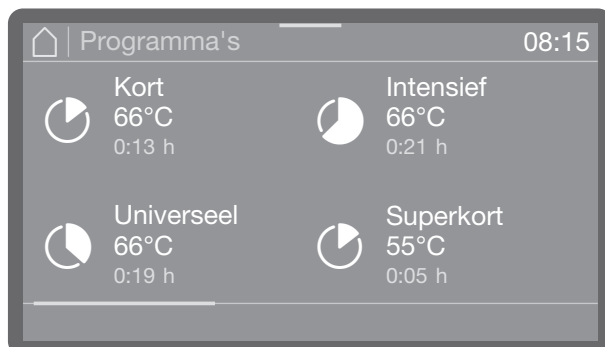 Programma's 08:15
Kort
66°C
0:13 h
Intensief
66°C
0:21 h
Universeel
66°C
0:19 h
Superkort
55°C
0:05 h